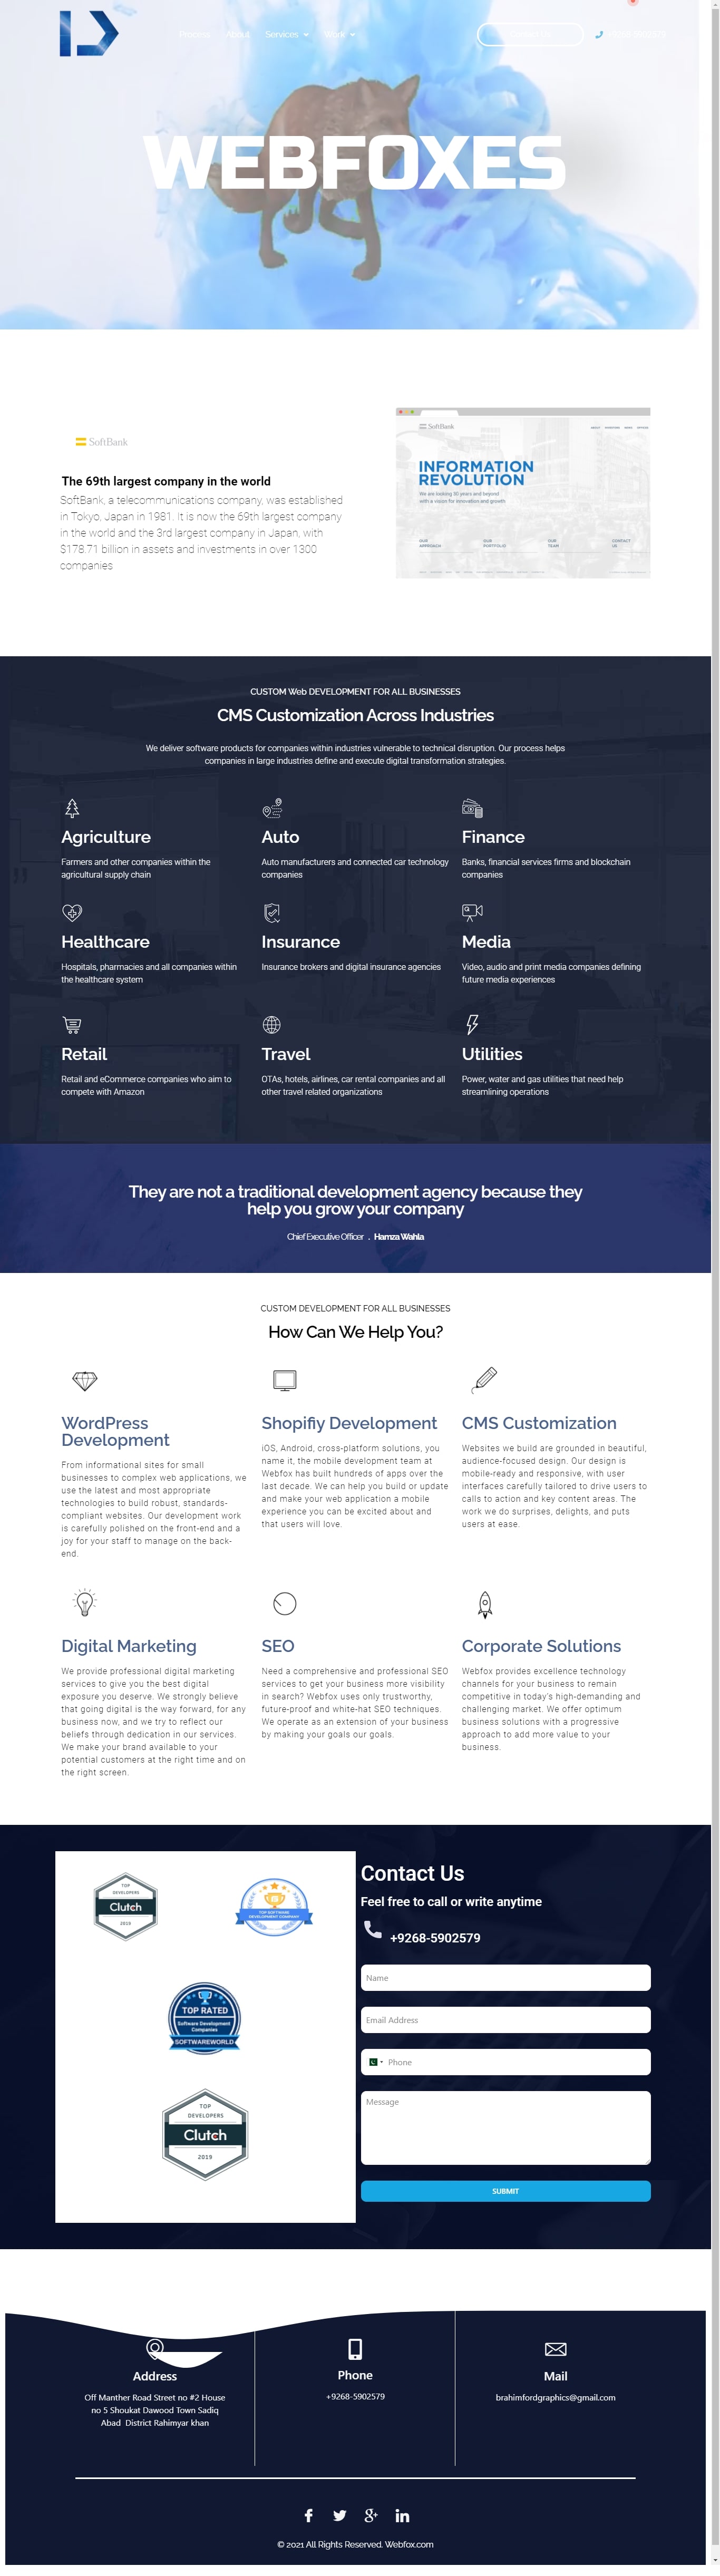 Process About Services Work
Contact Us +9268-5902579
WEBFOXES
SoftBank
The 69th largest company in the world
SoftBank, a telecommunications company, was established
in Tokyo, Japan in 1981. it is now the 69th largest company
in the world and the 3rd largest company in Japan, with
$178.71 billion in assets and investments in over 1300
companies
SoftBank
INFORMATION
REVOLUTION
We are looking 30 years and beyond
with a vision for innovation and growth
OUR
APPROACH
OUR
PORTFOLIO
OUR
TEAM
CONTACT
US
CUSTOM Web DEVELOPMENT FOR ALL BUSINESSES
CMS Customization Across Industries
We deliver software products for companies within industries vulnerable to technical disruption. Our process helps
companies in large industries define and execute digital transformation strategies.
Agriculture
Farmers and other companies within the
agricultural supply chain
Auto
Auto manufacturers and connected car technology
companies
Finance
Banks, financial services firms and blockchain
companies
Healthcare
Hospitals, pharmacies and all companies within
the healthcare system
Insurance
Insurance brokers and digital insurance agencies
Media
Video, audio and print media companies defining
future media experiences
Retail
Retail and eCommerce companies who aim to
compete with Amazon
Travel
OTAs, hotels, airlines, car rental companies and all
other travel related organizations
Utilities
Power, water and gas utilities that need help
streamlining operations
They are not a traditional development agency because they
help you grow your company
Chief Executive Officer . Hamza Wahla
CUSTOM DEVELOPMENT FOR ALL BUSINESSES
How Can We Help You?
WordPress
Development
From informational sites for small
businesses to complex web applications, we
use the latest and most appropriate
technologies to build robust, standards-
compliant websites. Our development work
is carefully polished on the front-end and a
joy for your staff to manage on the back-
end.
Shopifiy Development
iOS, Android, cross-platform solutions, you
name it, the mobile development team at
Webfox has built hundreds of apps over the
last decade. We can help you build or update
and make your web application a mobile
experience you can be excited about and
that users will love.
CMS Customization
Websites we build are grounded in beautiful,
audience-focused design. Our design is
mobile-ready and responsive, with user
interfaces carefully tailored to drive users to
calls to action and key content areas. The
work we do surprises, delights, and puts
users at ease.
Digital Marketing
We provide professional digital marketing
services to give you the best digital
exposure you deserve. We strongly believe
that going digital is the way forward, for any
business now, and we try to reflect our
beliefs through dedication in our services.
We make your brand available to your
potential customers at the right time and on
the right screen.
SEO
Need a comprehensive and professional SEO
services to get your business more visibility
in search? Webfox uses only trustworthy,
future-proof and white-hat SEO techniques.
We operate as an extension of your business
by making your goals our goals.
Corporate Solutions
Webfox provides excellence technology
channels for your business to remain
competitive in today's high-demanding and
challenging market. We offer optimum
business solutions with a progressive
approach to add more value to your
business.
TOP
DEVELOPERS
Clutch
2019
TOP SOFTWARE
DEVELOPMENT COMPANY
TOP RATED
Software Development
Companies
SOFTWAREWORLD
TOP
DEVELOPERS
Clutch
2019
Contact Us
Feel free to call or write anytime
+9268-5902579
Name
Email Address
Phone
Message
SUBMIT
Address
Off Manther Road Street no #2 House
no 5 Shoukat Dawood Town Sadiq
Abad District Rahimyar khan
Phone
+9268-5902579
Mail
brahimfordgraphics@gmail.com
© 2021 All Rights Reserved. Webfox.com